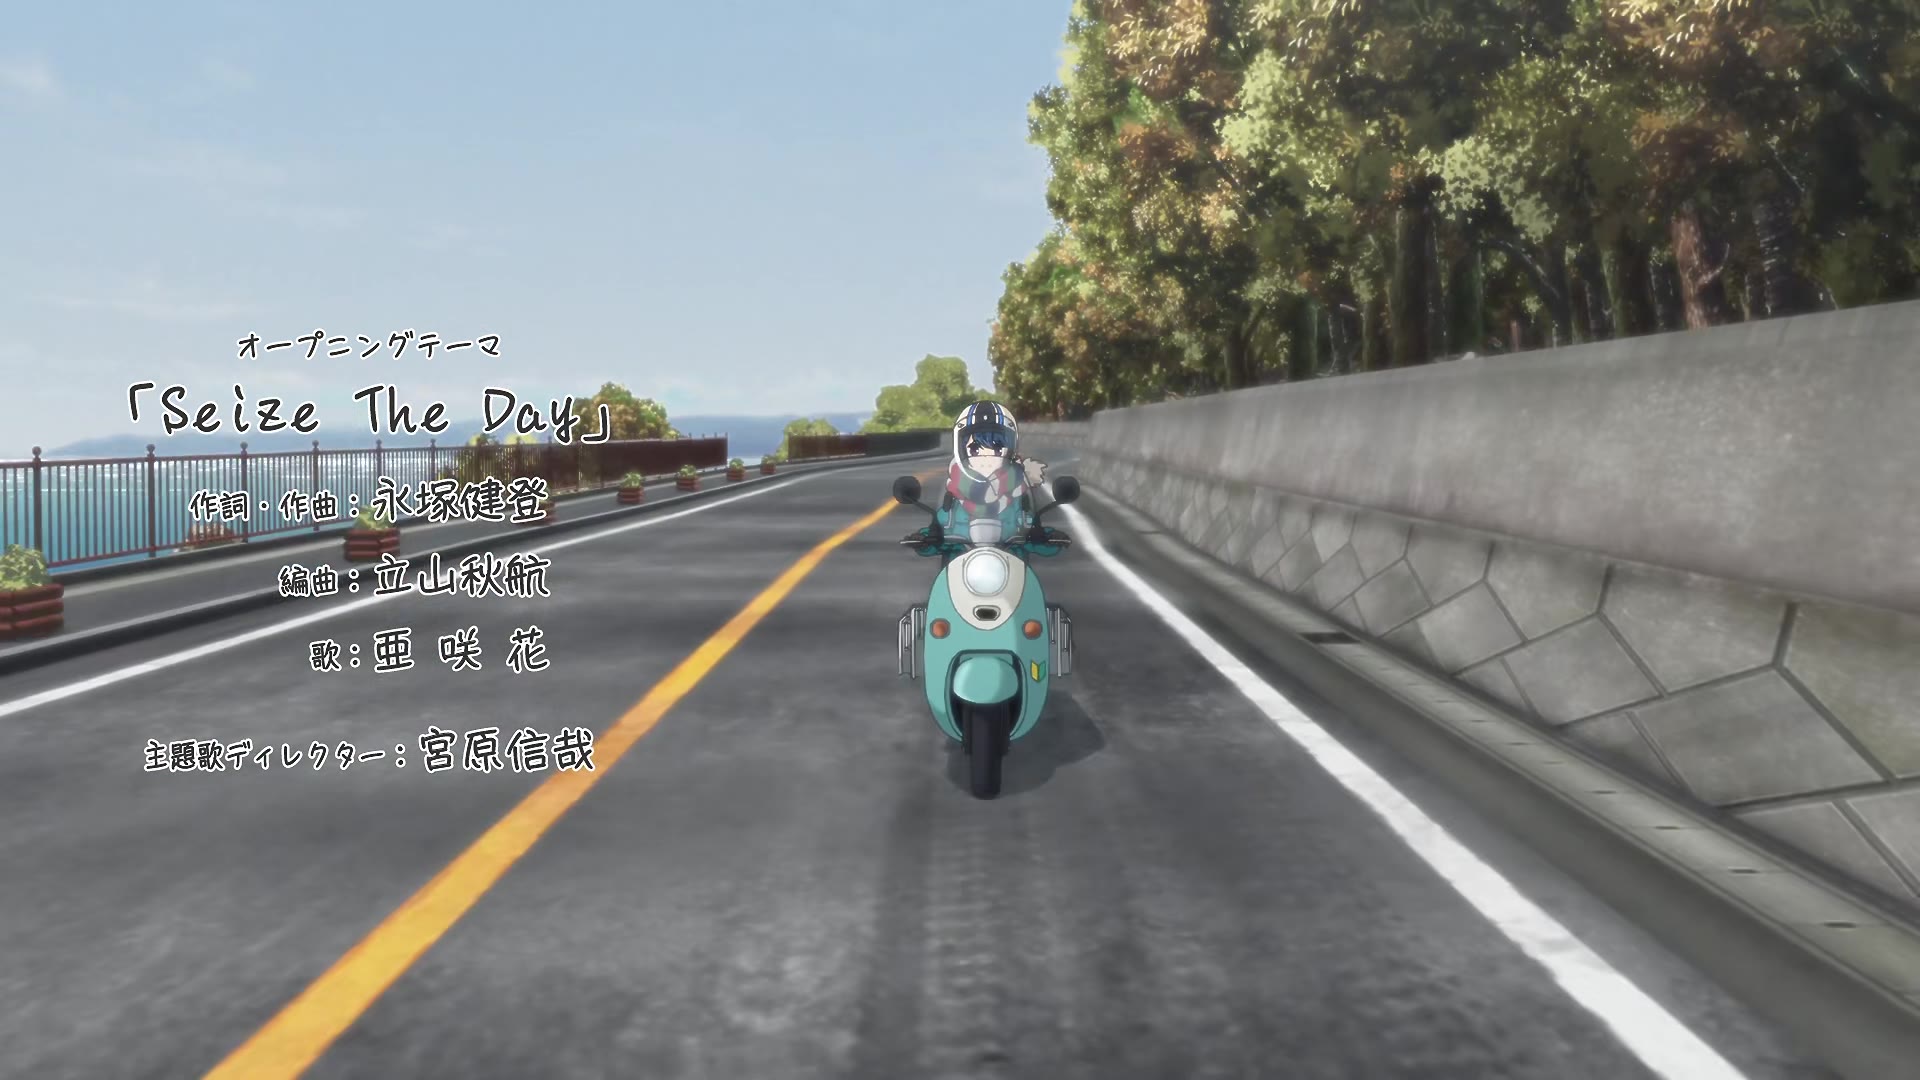 オープニングテーマ
「Seize The Day」
作詞・作曲：永塚健登
編曲：立山秋航
歌：亜咲花
主題歌ディレクター：宮原信哉